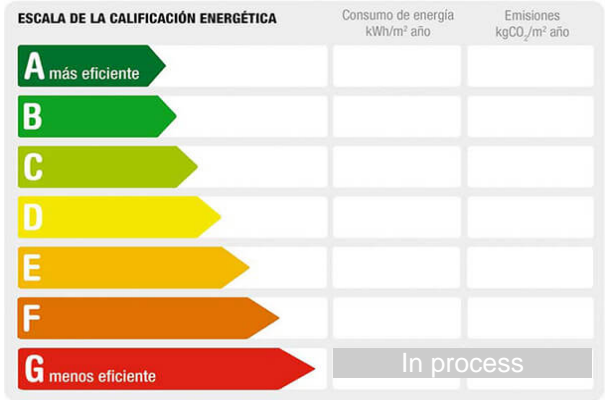 ESCALA DE LA CALIFICACIÓN ENERGÉTICA
Consumo de energía
kWh/m² año
Emisiones
kgCO₂/m² año
A más eficiente
B
C
D
E
F
G menos eficiente
In process